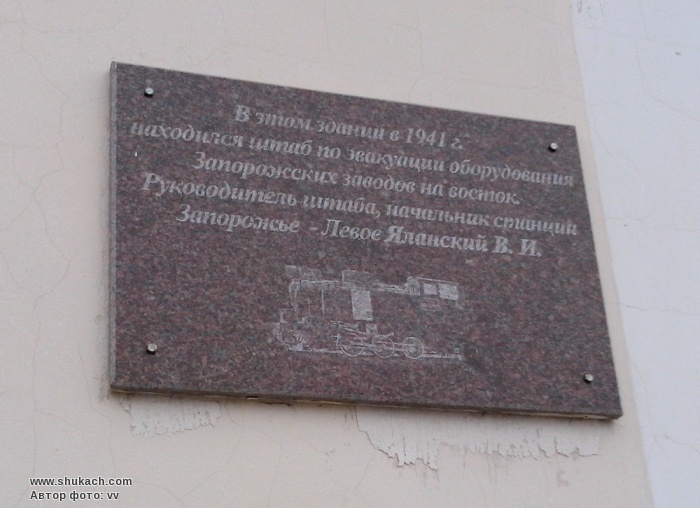 В этом здании в 1941 г.
находился штаб по эвакуации оборудования
Запорожских заводов на восток.
Руководитель штаба, начальник станции
Запорожье - Левое Яланский В. И.
www.shukach.com
Автор фото: vv